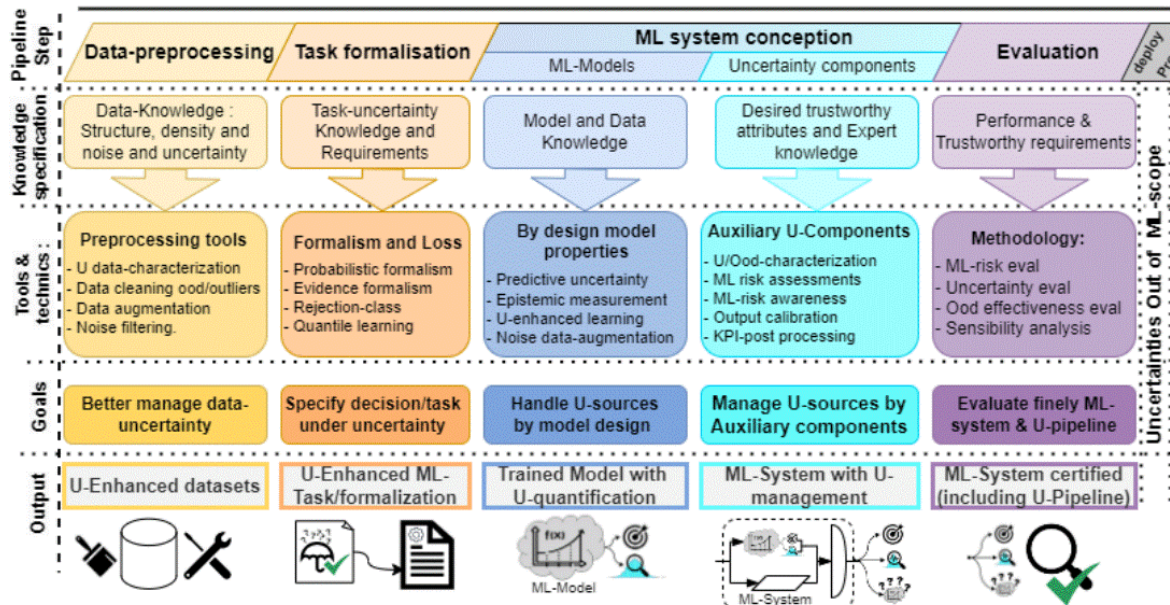 Pipeline Step
Data-preprocessing
Task formalisation
ML system conception
ML-Models
Uncertainty components
Evaluation
deploy
Pro
Knowledge specification
Data-Knowledge :
Structure, density and
noise and uncertainty
Task-uncertainty
Knowledge and
Requirements
Model and Data
Knowledge
Desired trustworthy
attributes and Expert
knowledge
Performance &
Trustworthy requirements
Tools & technics :
Preprocessing tools
- U data-characterization
- Data cleaning ood/outliers
- Data augmentation
- Noise filtering.
Formalism and Loss
- Probabilistic formalism
- Evidence formalism
- Rejection-class
- Quantile learning
By design model
properties
- Predictive uncertainty
- Epistemic measurement
- U-enhanced learning
- Noise data-augmentation
Auxiliary U-Components
- U/Ood-characterization
- ML risk assessments
- ML-risk awareness
- Output calibration
- KPI-post processing
Methodology:
- ML-risk eval
- Uncertainty eval
- Ood effectiveness eval
- Sensibility analysis
Goals
Better manage data-
uncertainty
Specify decision/task
under uncertainty
Handle U-sources
by model design
Manage U-sources by
Auxiliary components
Evaluate finely ML-
system & U-pipeline
Output
U-Enhanced datasets
U-Enhanced ML-
Task/formalization
Trained Model with
U-quantification
ML-System with U-
management
ML-System certified
(including U-Pipeline)
Uncertainties Out of ML-scope
????
f(X)
ML-Model
ML-System
? ? ?
? ? ?